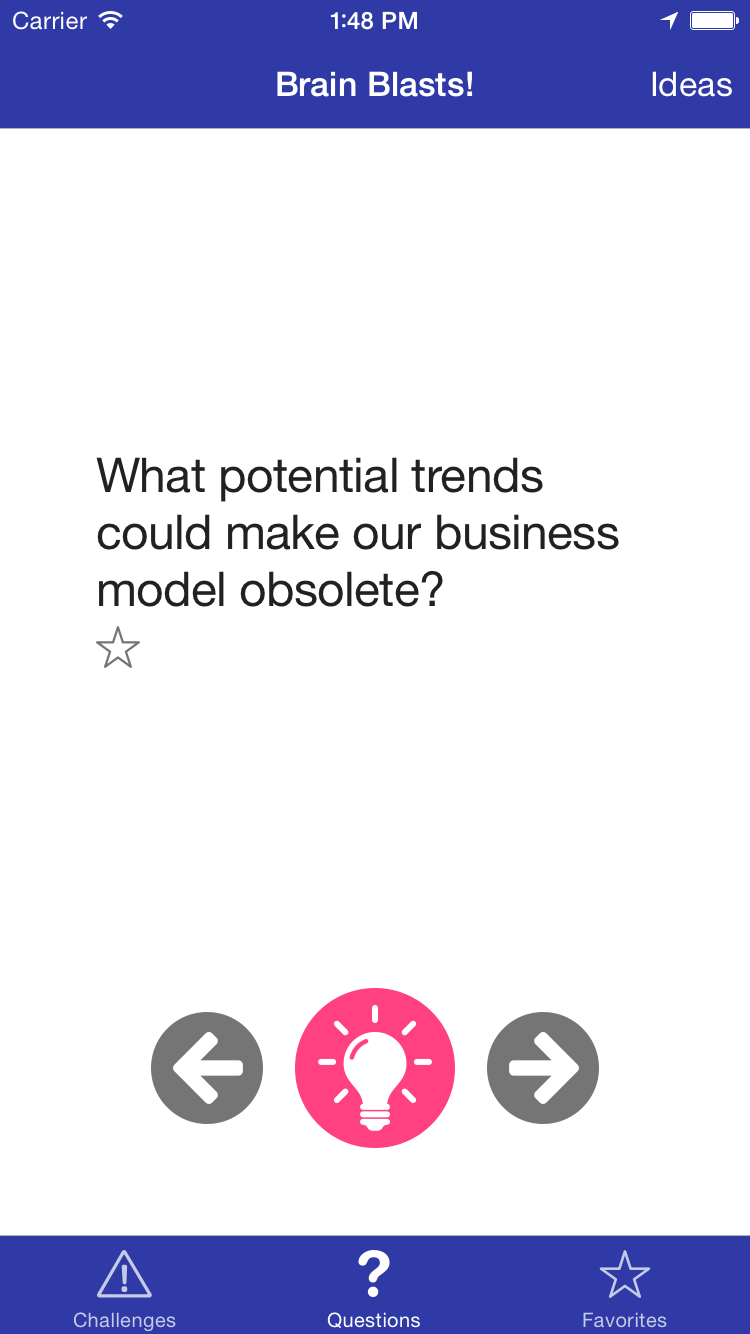 Carrier 1:48 PM
Brain Blasts! Ideas
What potential trends
could make our business
model obsolete?
Challenges Questions Favorites